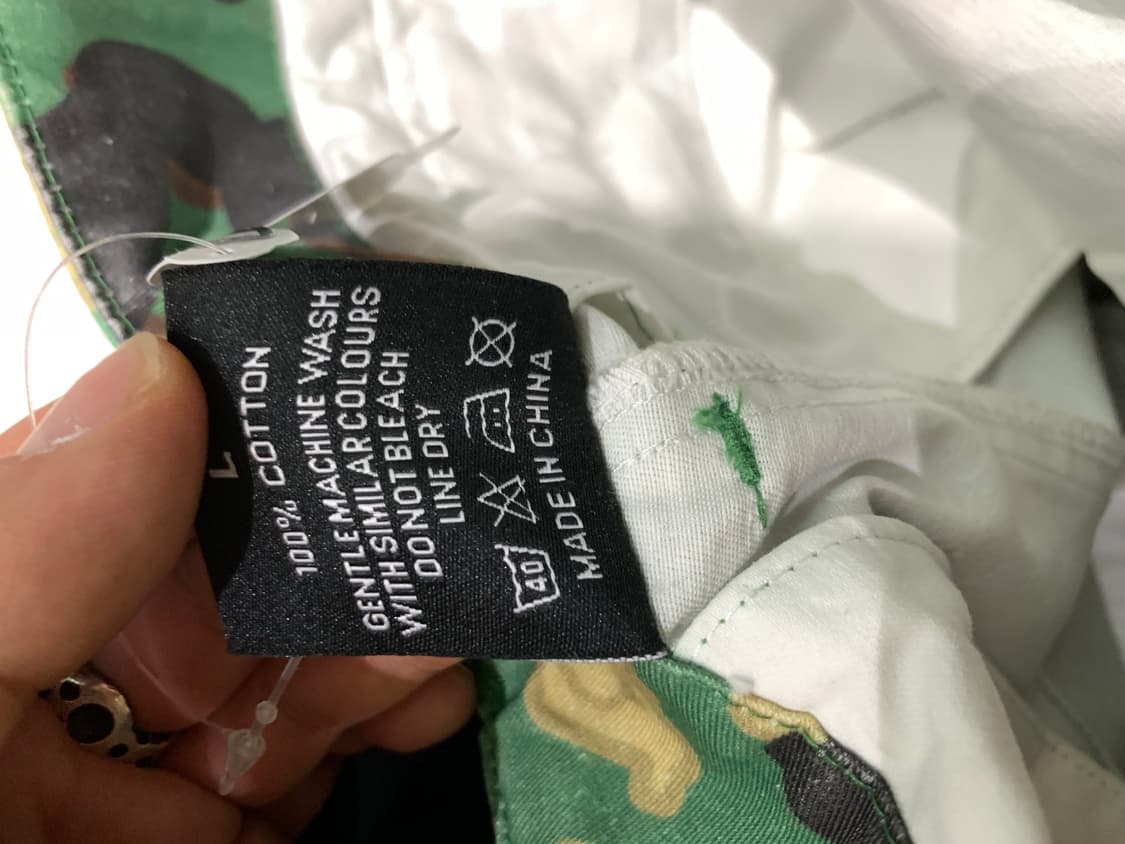 L
100% COTTON
GENTLE MACHINE WASH
WITH SIMILAR COLOURS
DO NOT BLEACH
LINE DRY
40
MADE IN CHINA